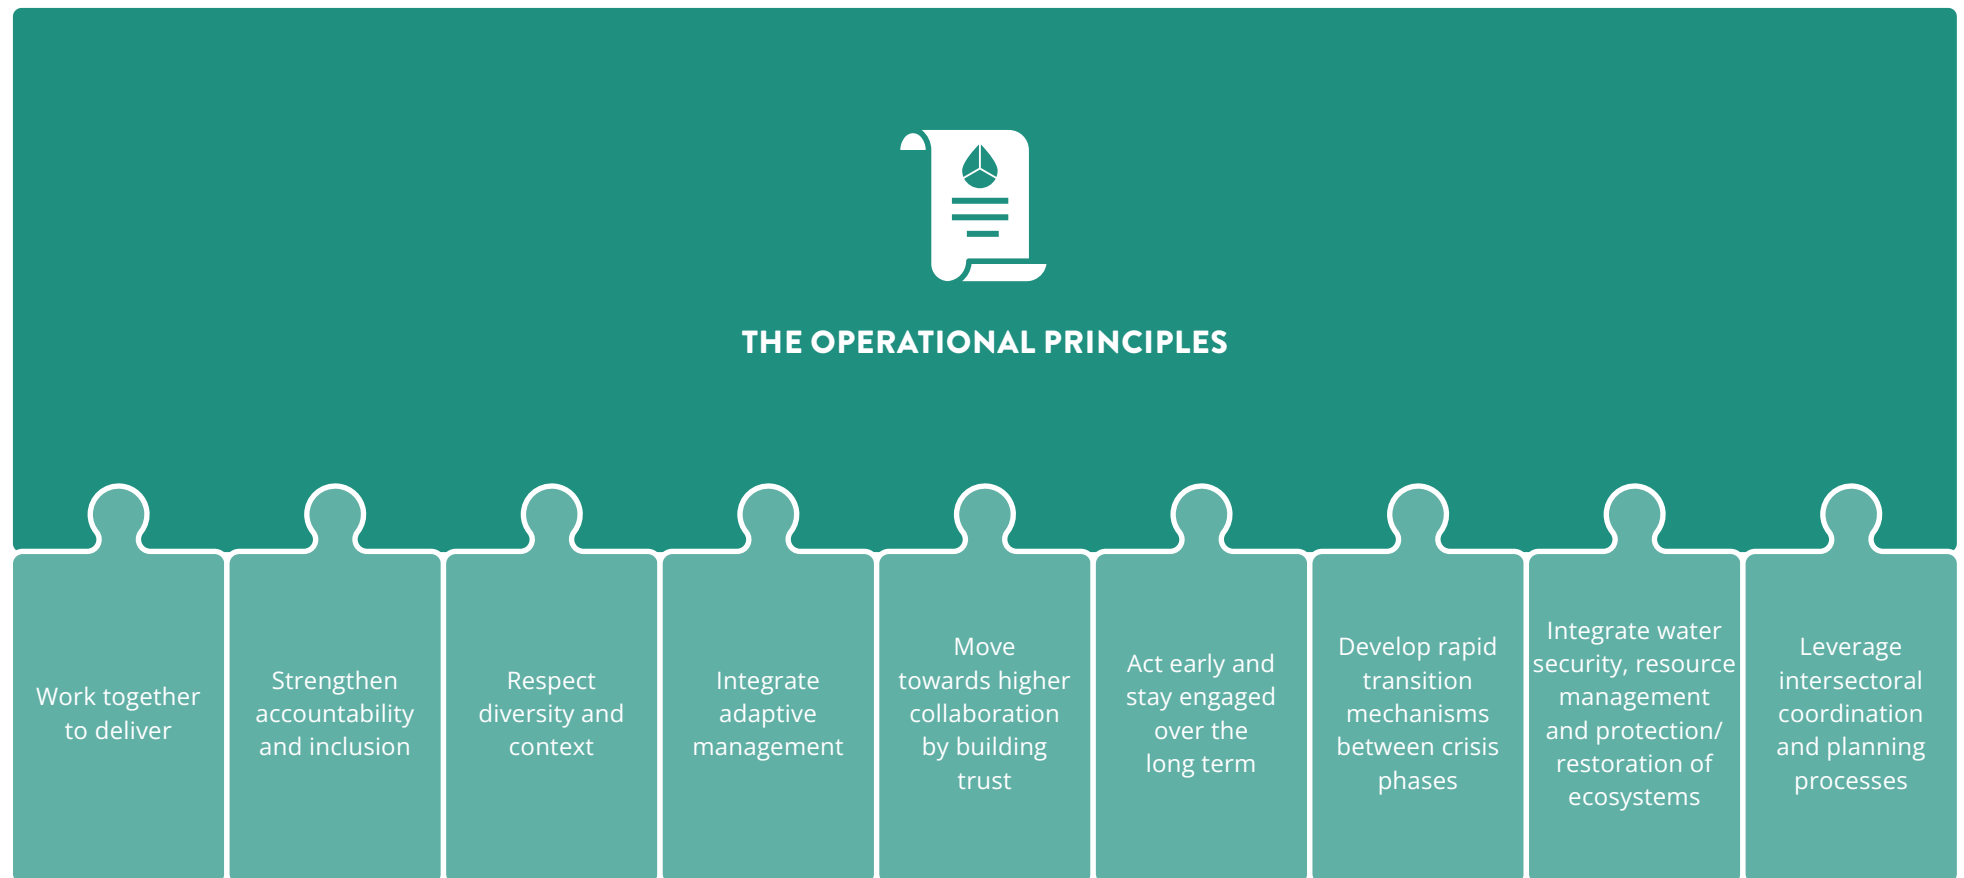 THE OPERATIONAL PRINCIPLES
Work together
to deliver
Strengthen
accountability
and inclusion
Respect
diversity and
context
Integrate
adaptive
management
Move
towards higher
collaboration
by building
trust
Act early and
stay engaged
over the
long term
Develop rapid
transition
mechanisms
between crisis
phases
Integrate water
security, resource
management
and protection/
restoration of
ecosystems
Leverage
intersectoral
coordination
and planning
processes